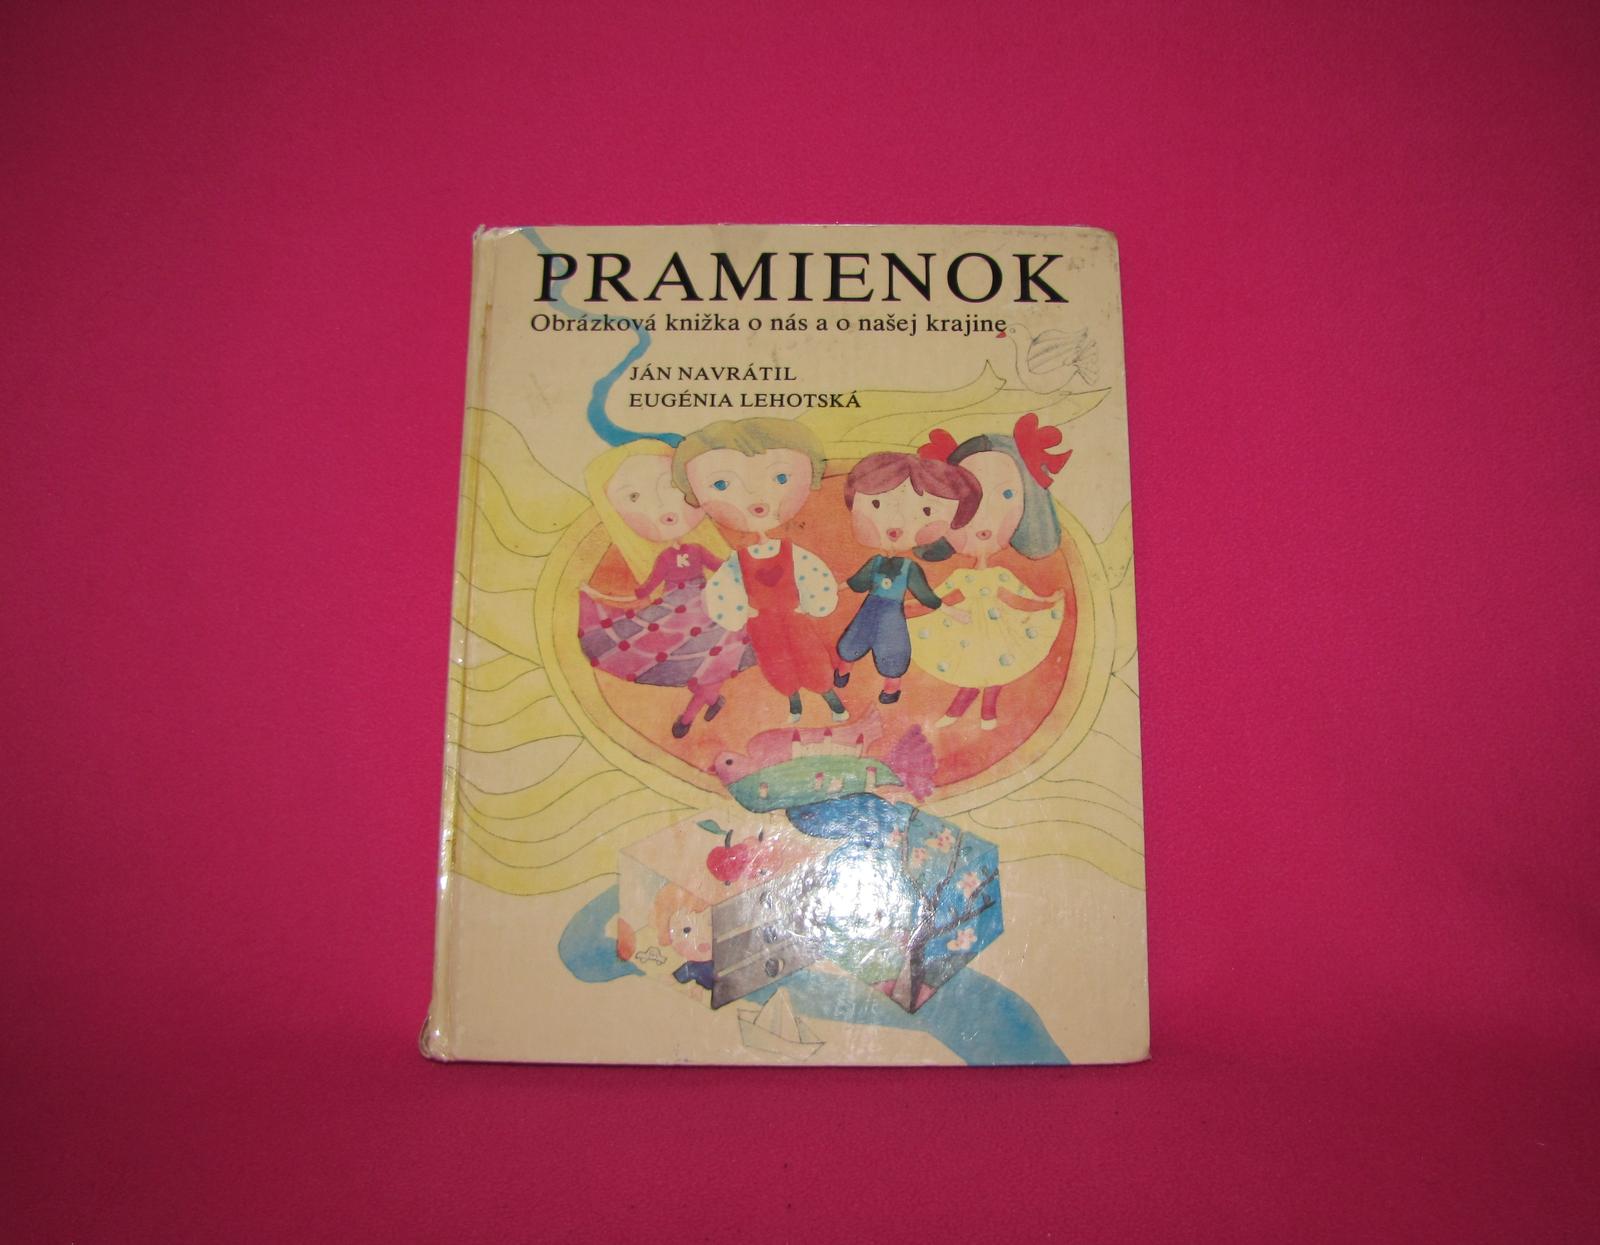 PRAMIENOK
Obrázková knižka o nás a o našej krajine
JÁN NAVRÁTIL
EUGÉNIA LEHOTSKÁ
K